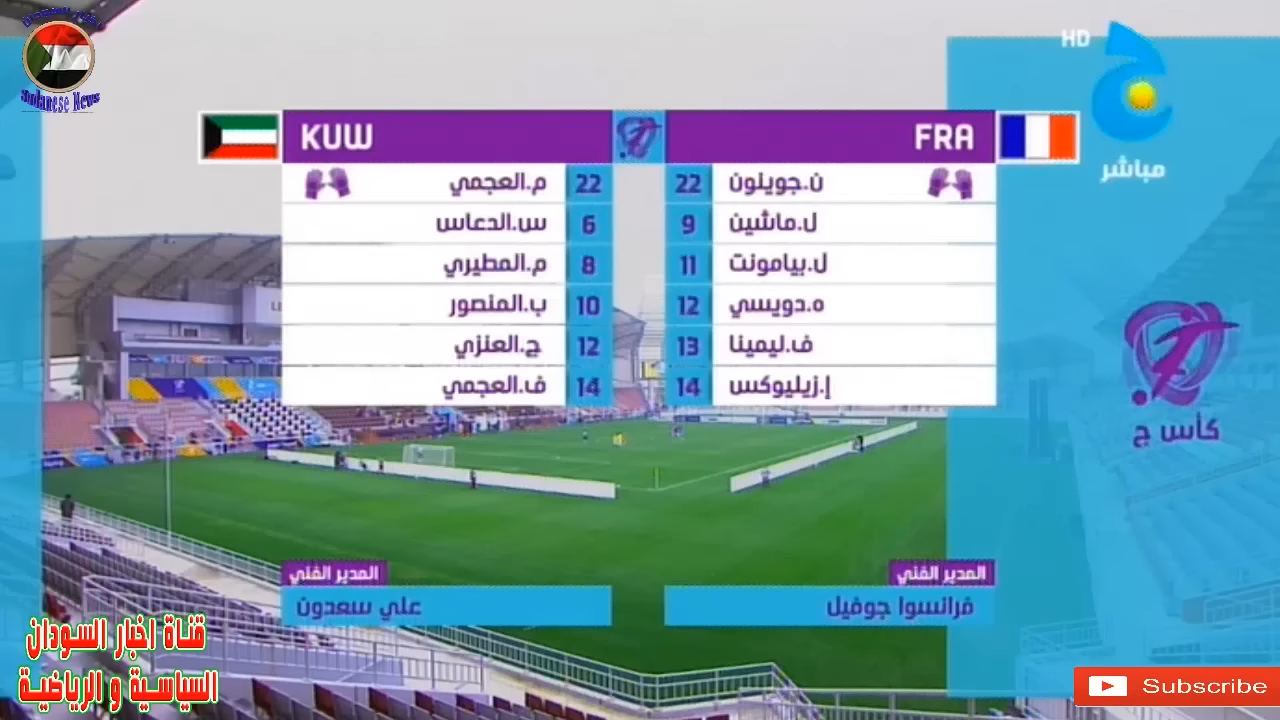 Sudanese News
HD
مباشر
KUW
FRA
م.العجمي 22
22 ن.جوينون
س.الدعاس 6
9 ل.ماشين
م.المطيري 8
11 ل.بيامونت
ب.المنصور 10
12 ه.دويسي
ج.العنزي 12
13 ف.ليمينا
ف.العجمي 14
14 إ.زيليوكس
كأس ج
المدير الفني
علي سعدون
المدير الفني
فرانسوا جوفيل
قناة اخبار السودان
السياسية و الرياضية
Subscribe